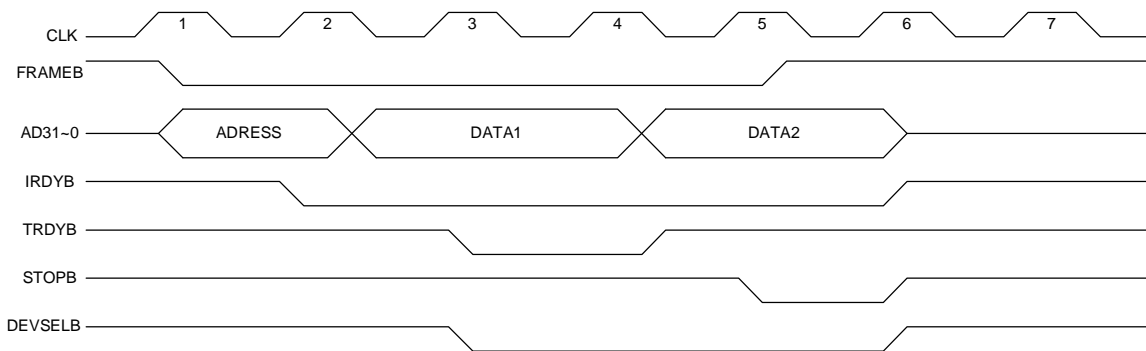 CLK 1 2 3 4 5 6 7
FRAMEB
AD31~0 ADRESS DATA1 DATA2
IRDYB
TRDYB
STOPB
DEVSELB